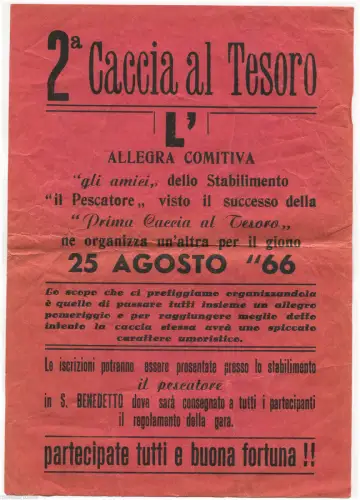 2ª Caccia al Tesoro
L'
ALLEGRA COMITIVA
"gli amici„ dello Stabilimento
"il Pescatore„ visto il successo della
"Prima Caccia al Tesoro„
ne organizza un'altra per il giono
25 AGOSTO "66
Lo scopo che ci prefiggiamo organizzandola
è quello di passare tutti insieme un allegro
pomeriggio e per raggiungere meglio dello
intento la caccia stessa avrà uno spiccato
carattere umoristico.
Le iscrizioni potranno essere presentate presso lo stabilimento
il pescatore
in S. BENEDETTO dove sarà consegnato a tutti i partecipanti
il regolamento della gara.
partecipate tutti e buona fortuna !!